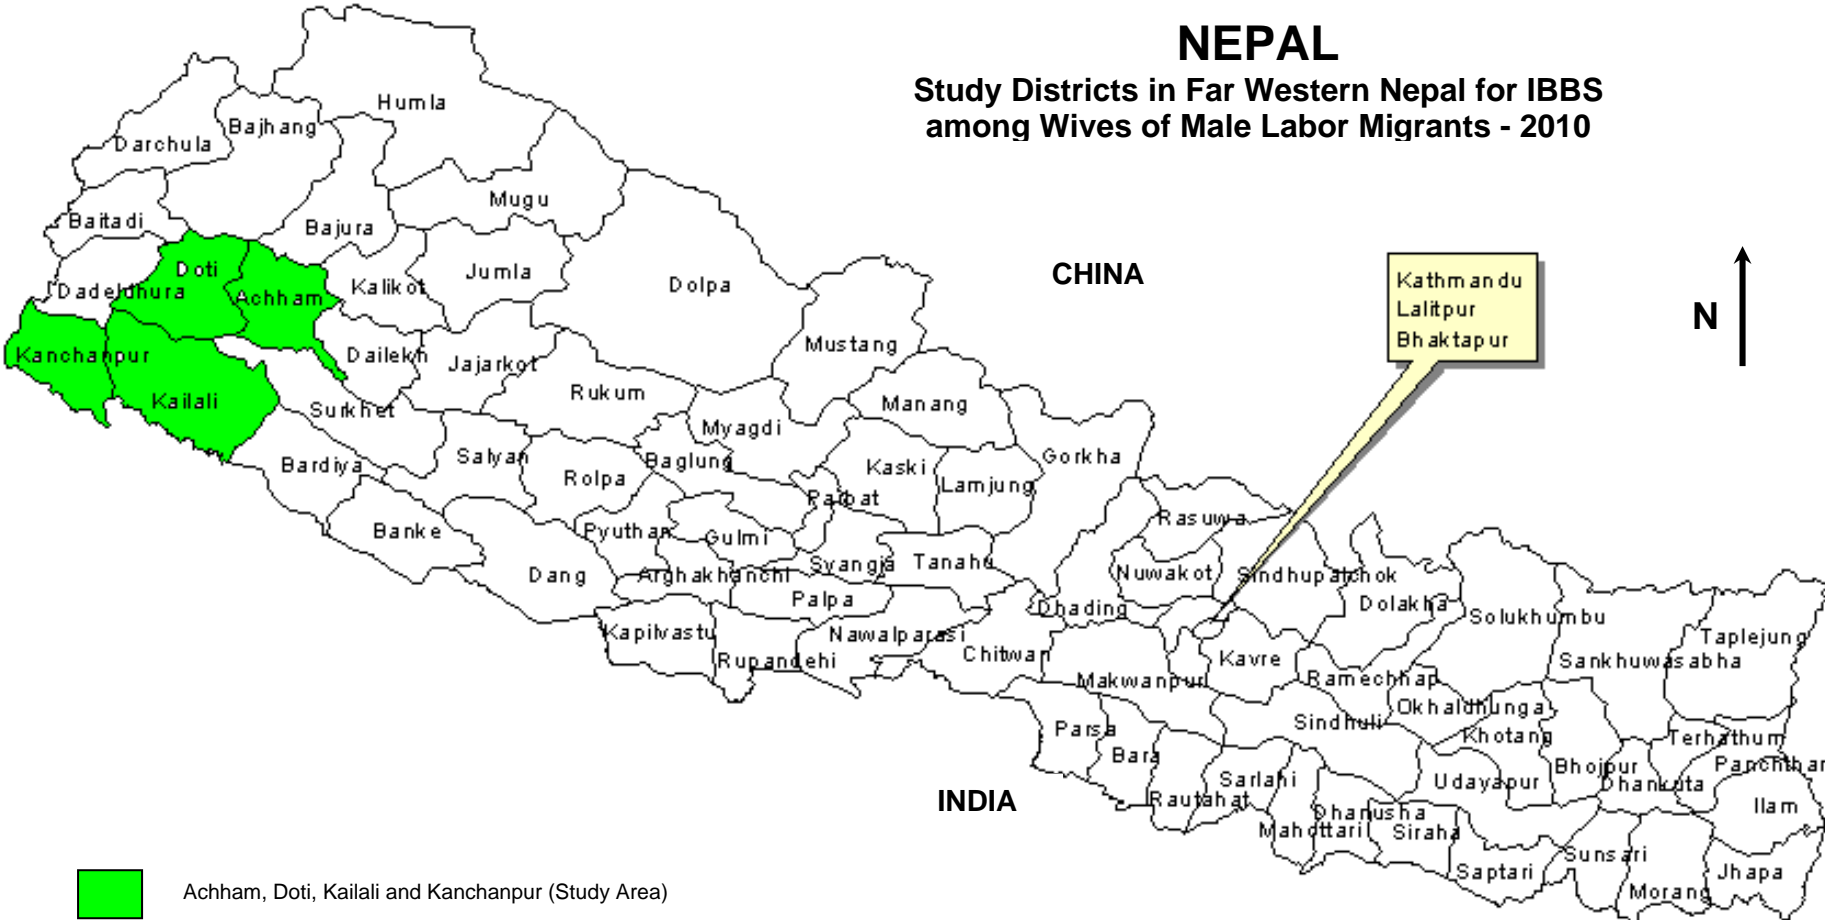 NEPAL
Study Districts in Far Western Nepal for IBBS
among Wives of Male Labor Migrants - 2010
Humla
Bajhang
Darchula
Mugu
Baitadi
Bajura
Doti
Jumla
Kalikot
Dolpa
CHINA
Kathmandu
Lalitpur
Bhaktapur
N
Dadeldhura
Achham
Mustang
Kanchanpur
Dailekh
Jajarkot
Rukum
Manang
Kailali
Surkhet
Myagdi
Salyan
Bardiya
Rolpa
Baglung
Kaski
Gorkha
Lamjung
Parbat
Banke
Pyuthan
Gulmi
Rasuwa
Dang
Arghakhanchi
Syangja
Tanahu
Nuwakot
Sindhupalchok
Palpa
Dhading
Dolakha
Solukhumbu
Kapilvastu
Nawalparasi
Taplejung
Rupandehi
Chitwan
Kavre
Sankhuwasabha
Makwanpur
Ramechhap
Okhaldhunga
Sindhuli
Parsa
Khotang
Terhathum
Bara
Bhojpur
Panchthar
Sarlahi
Udayapur
Dhankuta
INDIA
Rautahat
Dhanusha
Ilam
Mahottari
Siraha
Sunsari
Saptari
Jhapa
Morang
Achham, Doti, Kailali and Kanchanpur (Study Area)